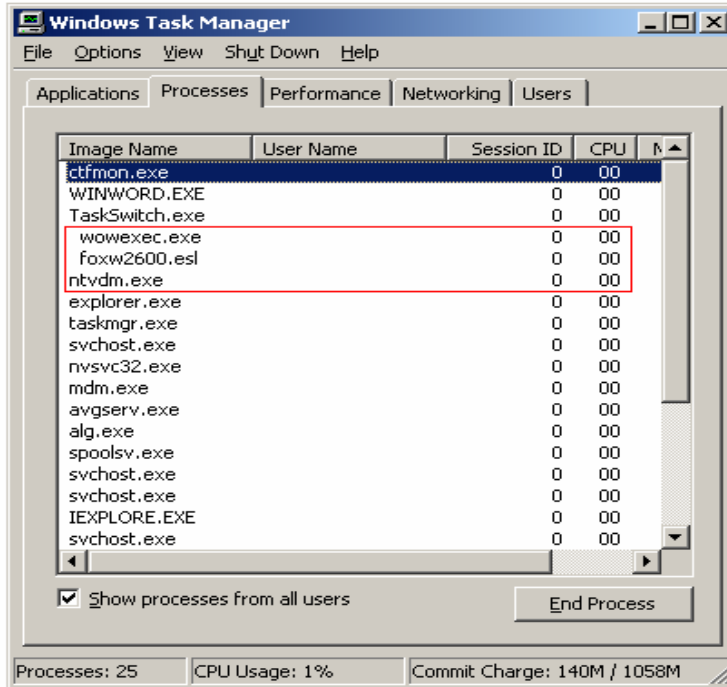 Windows Task Manager
File Options View Shut Down Help
Applications Processes Performance Networking Users
Image Name User Name Session ID CPU
ctfmon.exe 0 00
WINWORD.EXE 0 00
TaskSwitch.exe 0 00
wowexec.exe 0 00
foxw2600.esl 0 00
ntvdm.exe 0 00
explorer.exe 0 00
taskmgr.exe 0 00
svchost.exe 0 00
nvsvc32.exe 0 00
mdm.exe 0 00
avgserv.exe 0 00
alg.exe 0 00
spoolsv.exe 0 00
svchost.exe 0 00
svchost.exe 0 00
IEXPLORE.EXE 0 00
svchost.exe 0 00
Show processes from all users End Process
Processes: 25 CPU Usage: 1% Commit Charge: 140M / 1058M